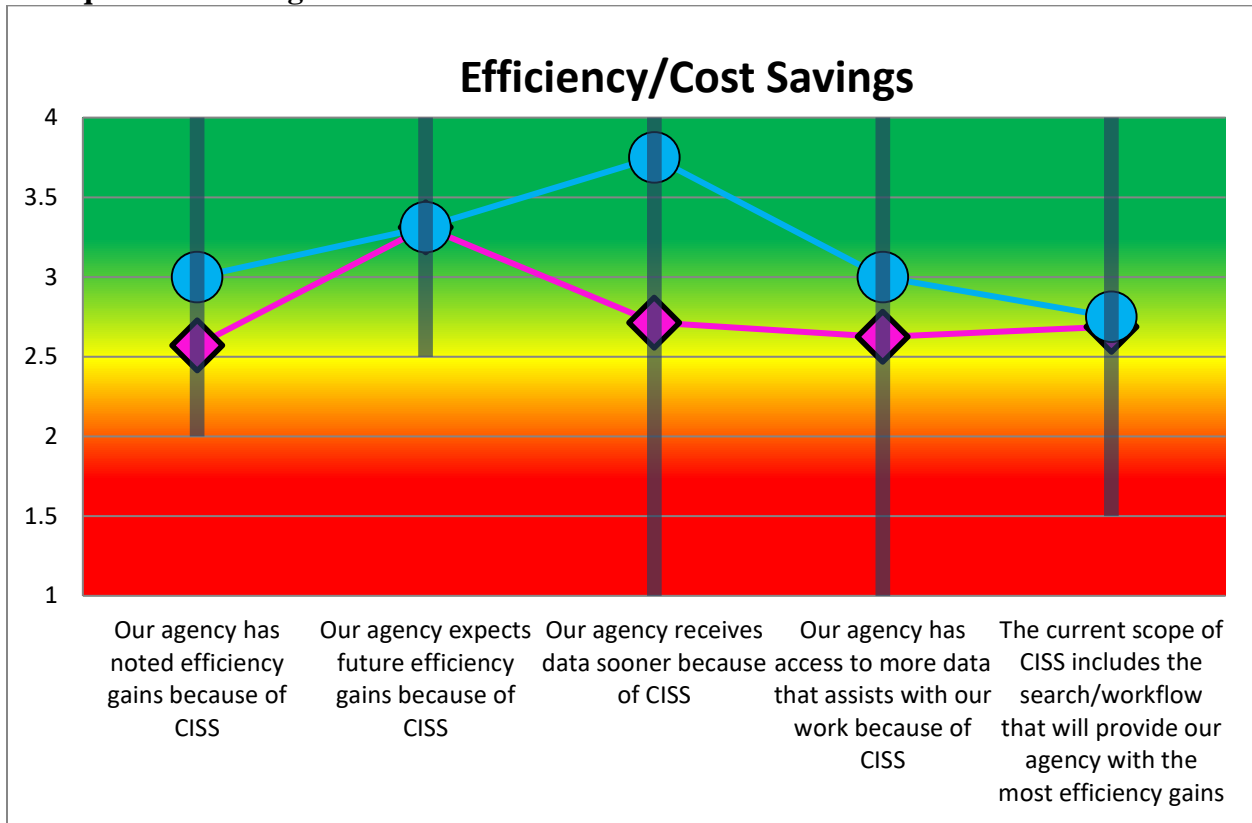 Efficiency/Cost Savings
4
3.5
3
2.5
2
1.5
1
Our agency has
noted efficiency
gains because of
CISS
Our agency expects
future efficiency
gains because of
CISS
Our agency receives
data sooner because
of CISS
Our agency has
access to more data
that assists with our
work because of
CISS
The current scope of
CISS includes the
search/workflow
that will provide our
agency with the
most efficiency gains